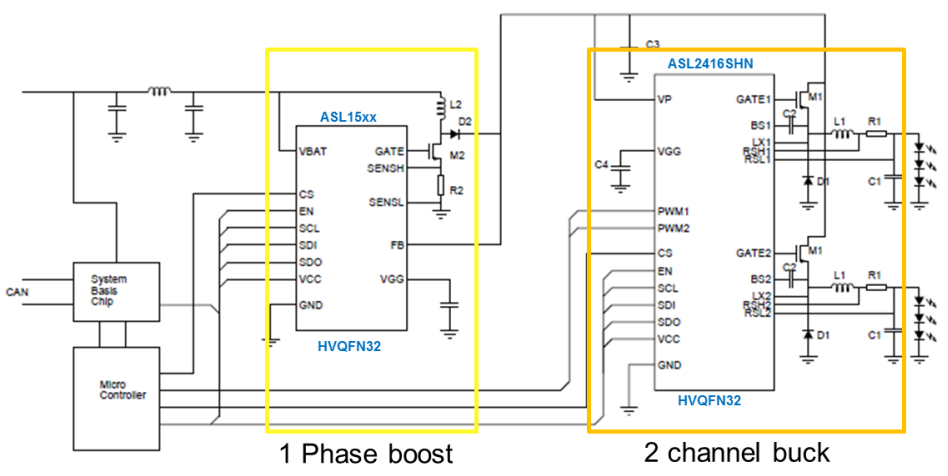 C3
ASL2416SHN
ASL15xx
L2
D2
VBAT
GATE
M2
SENSH
R2
SENSL
CS
EN
SCL
SDI
SDO
VCC
FB
VGG
GND
HVQFN32
VP
GATE1
M1
C2
BS1
L1
R1
LX1
RSH1
RSL1
D1
C1
VGG
C4
PWM1
PWM2
CS
EN
SCL
SDI
SDO
VCC
GND
GATE2
M1
C2
BS2
L1
R1
LX2
RSH2
RSL2
D1
C1
HVQFN32
CAN
System
Basis
Chip
Micro
Controller
1 Phase boost
2 channel buck